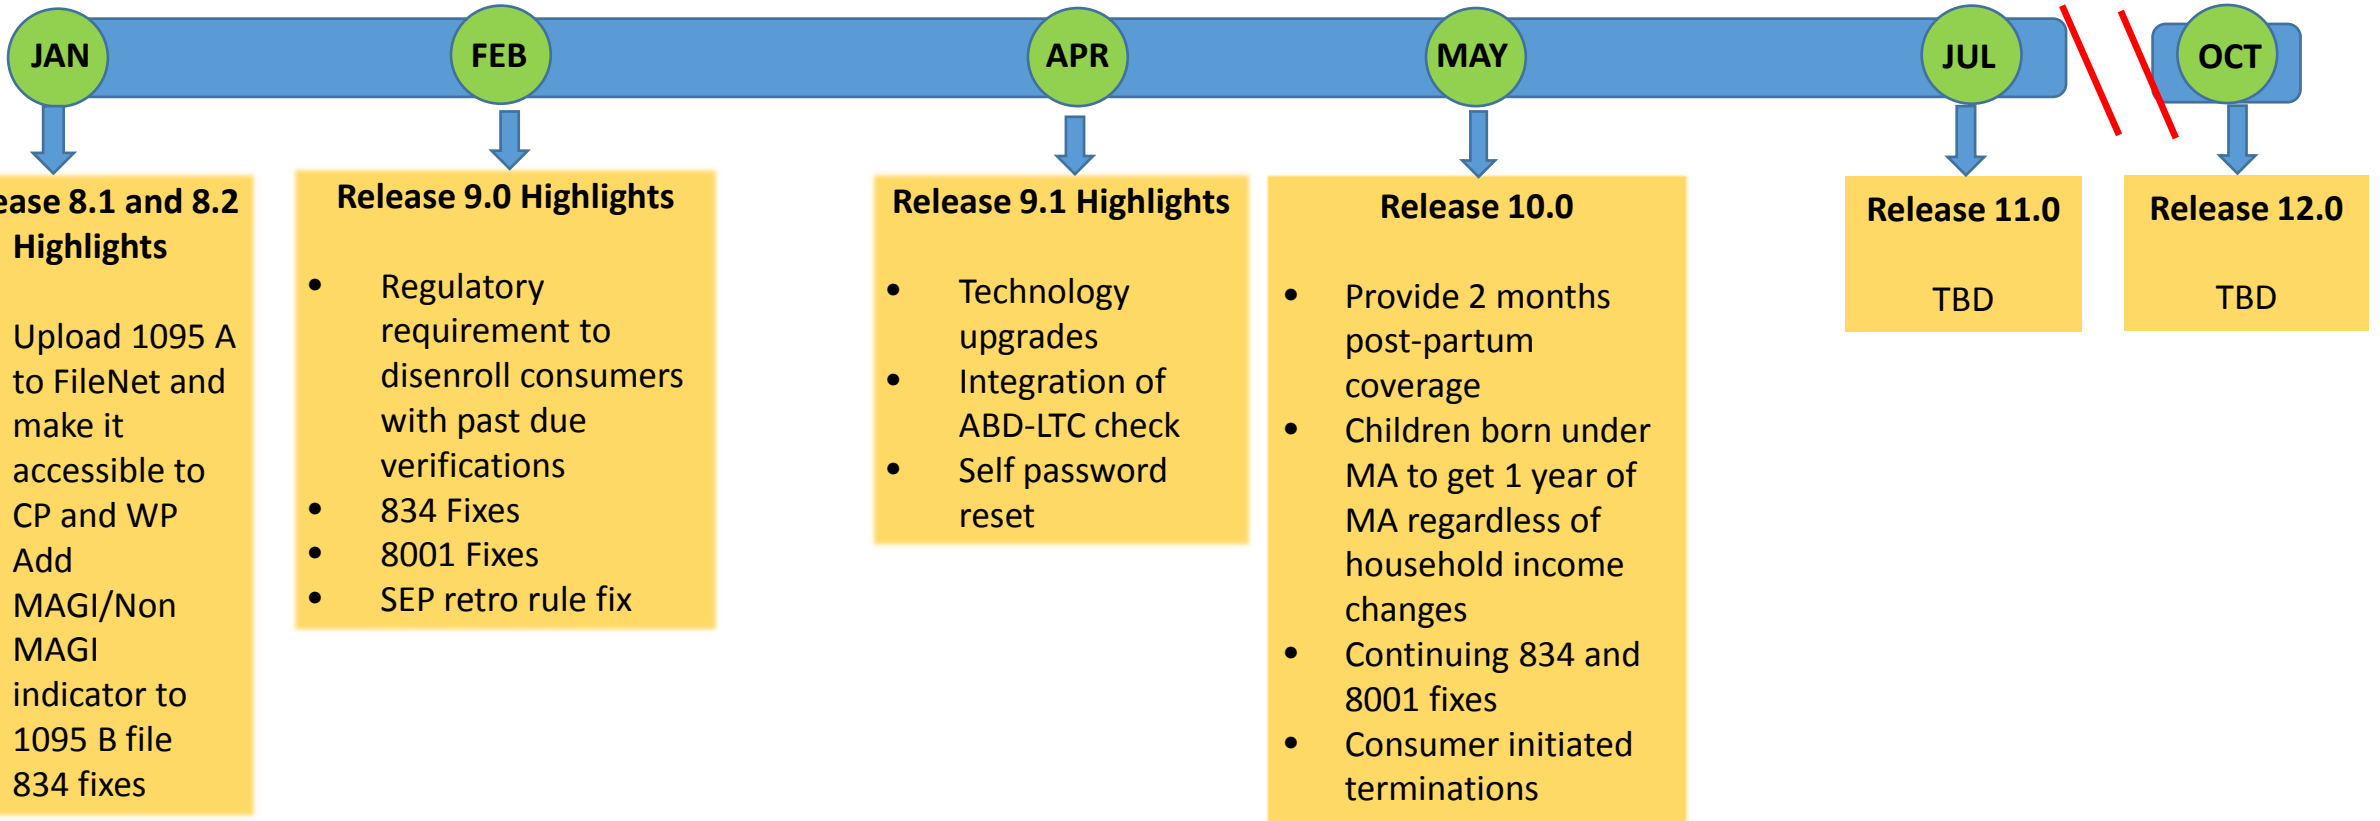 JAN
FEB
APR
MAY
JUL
OCT
ease 8.1 and 8.2
Highlights
Upload 1095 A
to FileNet and
make it
accessible to
CP and WP
Add
MAGI/Non
MAGI
indicator to
1095 B file
834 fixes
Release 9.0 Highlights
• Regulatory
requirement to
disenroll consumers
with past due
verifications
• 834 Fixes
• 8001 Fixes
• SEP retro rule fix
Release 9.1 Highlights
• Technology
upgrades
• Integration of
ABD-LTC check
• Self password
reset
Release 10.0
• Provide 2 months
post-partum
coverage
• Children born under
MA to get 1 year of
MA regardless of
household income
changes
• Continuing 834 and
8001 fixes
• Consumer initiated
terminations
Release 11.0
TBD
Release 12.0
TBD